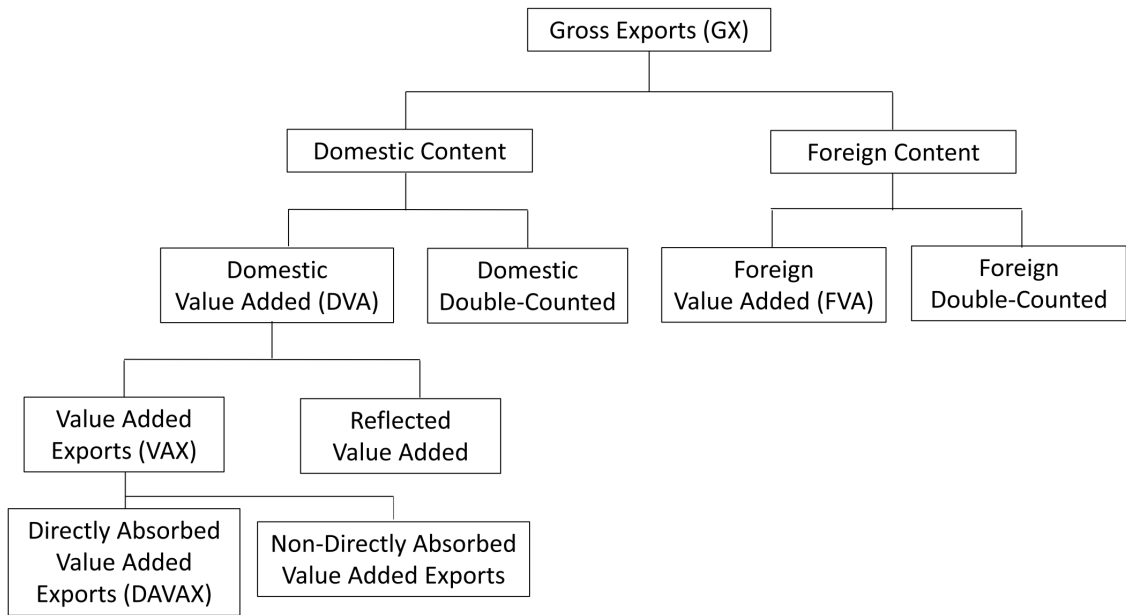 Gross Exports (GX)
Domestic Content
Foreign Content
Domestic
Value Added (DVA)
Domestic
Double-Counted
Foreign
Value Added (FVA)
Foreign
Double-Counted
Value Added
Exports (VAX)
Reflected
Value Added
Directly Absorbed
Value Added
Exports (DAVAX)
Non-Directly Absorbed
Value Added Exports